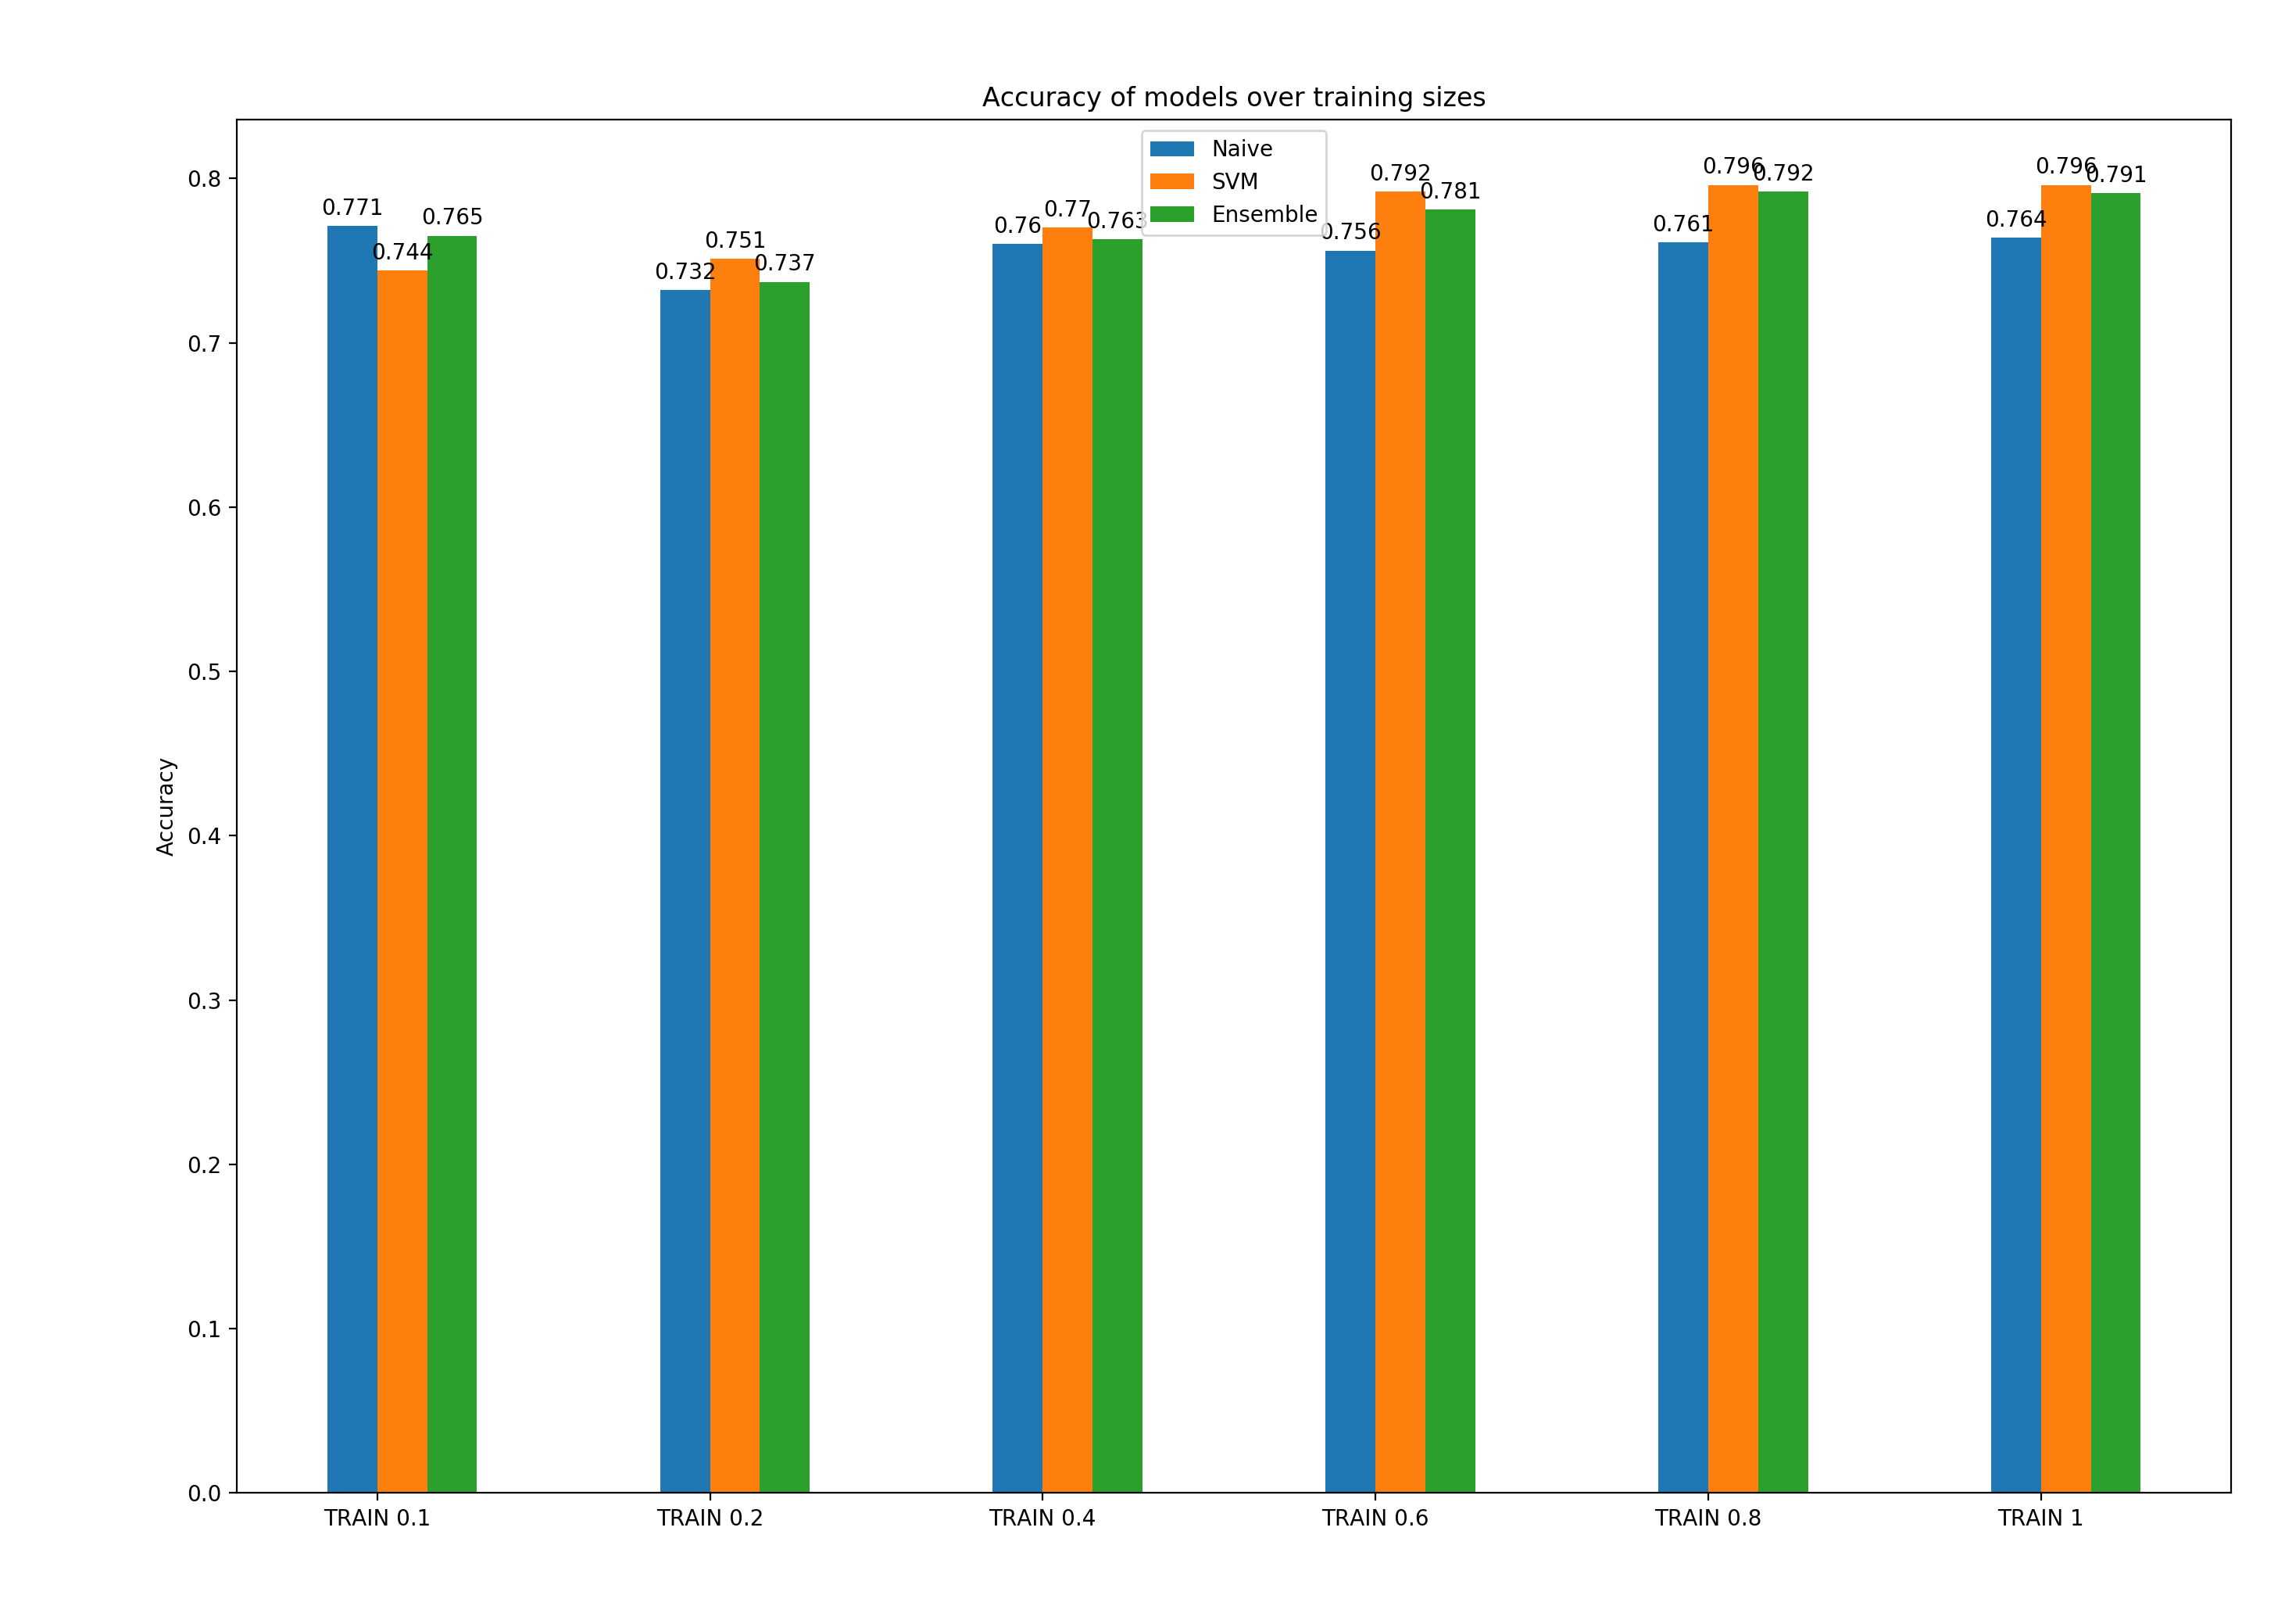 Accuracy of models over training sizes
Naive
SVM
Ensemble
0.771
0.744
0.765
0.732
0.751
0.737
0.76
0.77
0.763
0.756
0.792
0.781
0.761
0.796
0.792
0.764
0.796
0.791
Accuracy
0.8
0.7
0.6
0.5
0.4
0.3
0.2
0.1
0.0
TRAIN 0.1
TRAIN 0.2
TRAIN 0.4
TRAIN 0.6
TRAIN 0.8
TRAIN 1